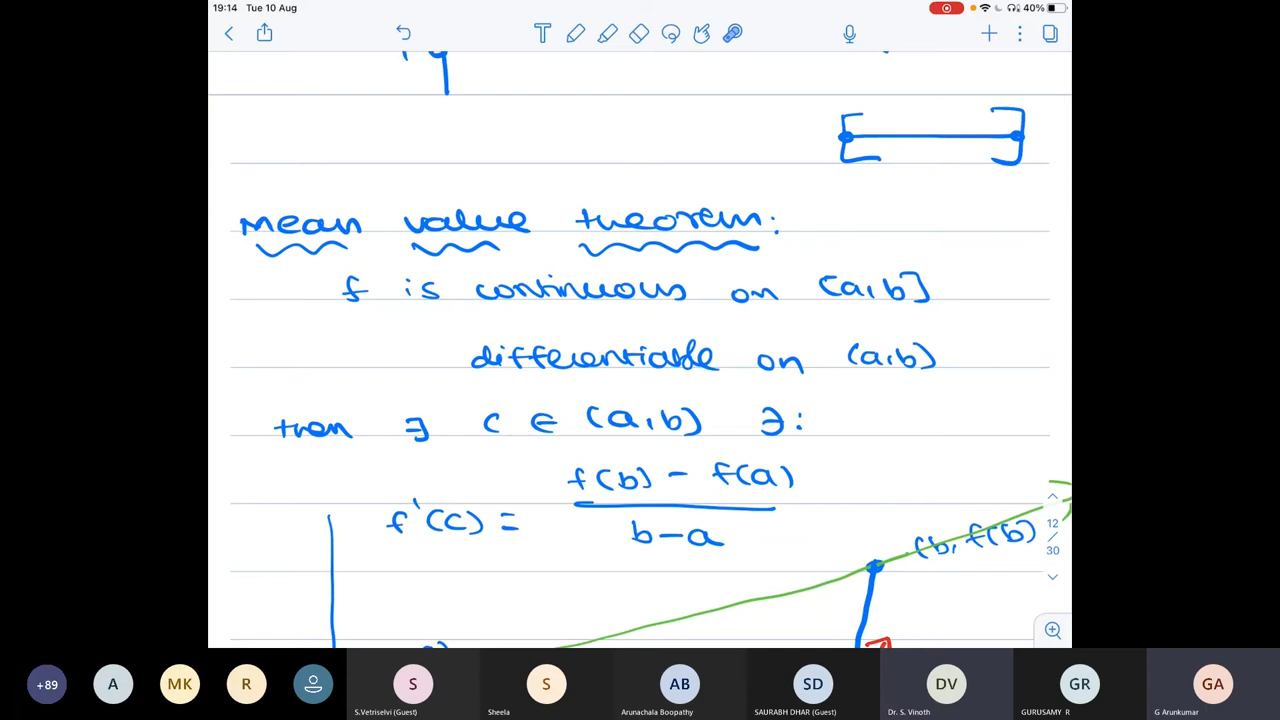 19:14 Tue 10 Aug
40%
T
mean value theorem:
f is continuous on [a,b]
differentiable on (a,b)
then ∃ c ∈ (a,b) ∋:
f'(c) = f(b) - f(a) / b-a
(b, f(b)
12
/
30
+89
A
MK
R
S
S.Vetriselvi (Guest)
S
Sheela
AB
Arunachala Boopathy
SD
SAURABH DHAR (Guest)
DV
Dr. S. Vinoth
GR
GURUSAMY R
GA
G Arunkumar